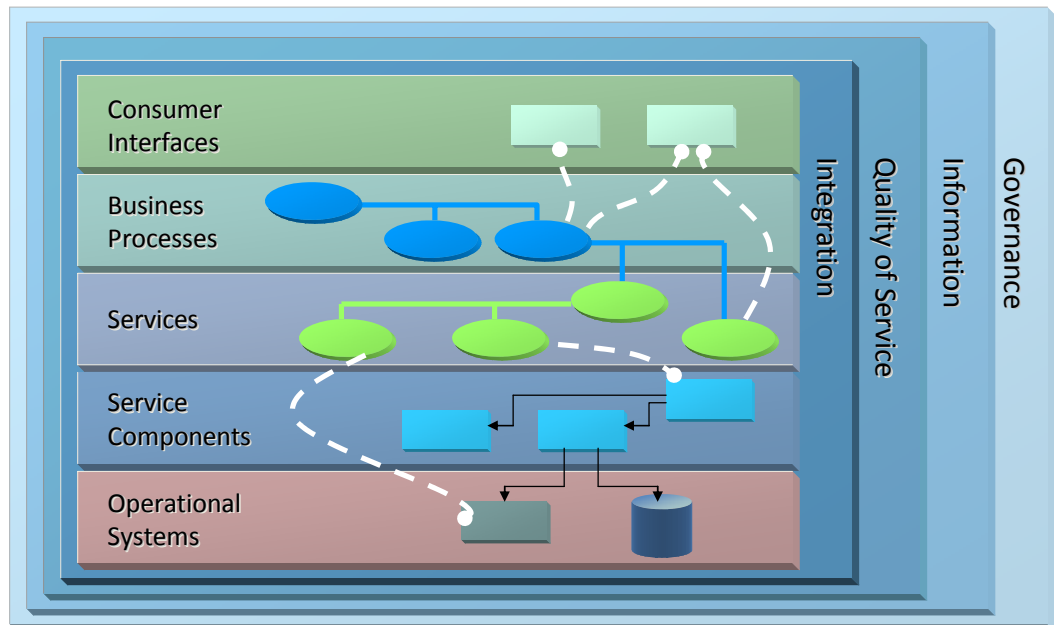 Consumer
Interfaces
Business
Processes
Services
Service
Components
Operational
Systems
Integration
Quality of Service
Information
Governance